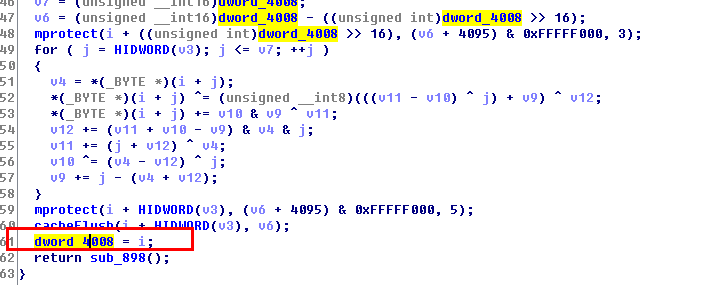 46 v7 = (unsigned __int16)dword_4008;
47 v6 = (unsigned __int16)dword_4008 - ((unsigned int)dword_4008 >> 16);
48 mprotect(i + ((unsigned int)dword_4008 >> 16), (v6 + 4095) & 0xFFFFF000, 3);
49 for ( j = HIDWORD(v3); j <= v7; ++j )
50 {
51 v4 = *(_BYTE *)(i + j);
52 *(_BYTE *)(i + j) ^= (unsigned __int8)(((v11 - v10) ^ j) + v9) ^ v12;
53 *(_BYTE *)(i + j) += v10 & v9 ^ v11;
54 v12 += (v11 + v10 - v9) & v4 & j;
55 v11 += (j + v12) ^ v4;
56 v10 ^= (v4 - v12) ^ j;
57 v9 += j - (v4 + v12);
58 }
59 mprotect(i + HIDWORD(v3), (v6 + 4095) & 0xFFFFF000, 5);
60 cacheFlush(i + HIDWORD(v3), v6);
61 dword_4008 = i;
62 return sub_898();
63 }